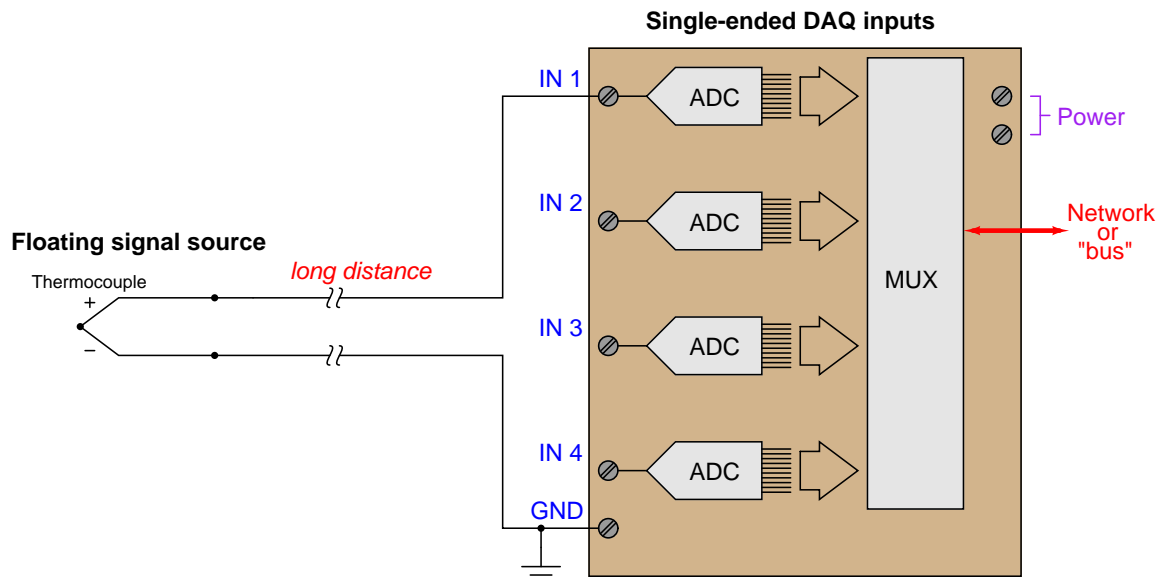 Single-ended DAQ inputs
IN 1
ADC
Power
IN 2
ADC
Network
or
"bus"
Floating signal source
Thermocouple
+
−
long distance
MUX
IN 3
ADC
IN 4
ADC
GND